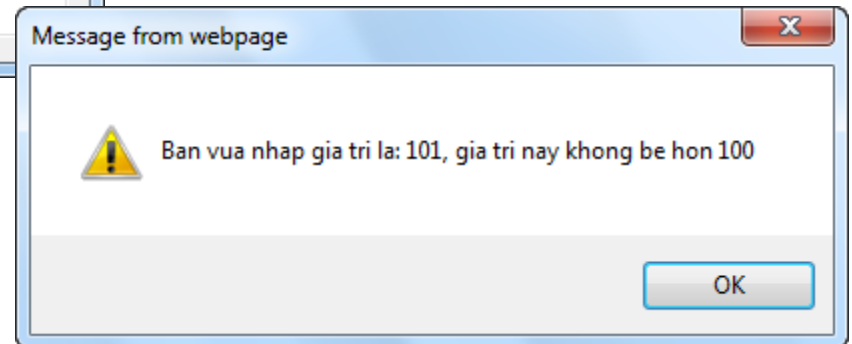 Message from webpage
Ban vua nhap gia tri la: 101, gia tri nay khong be hon 100
OK